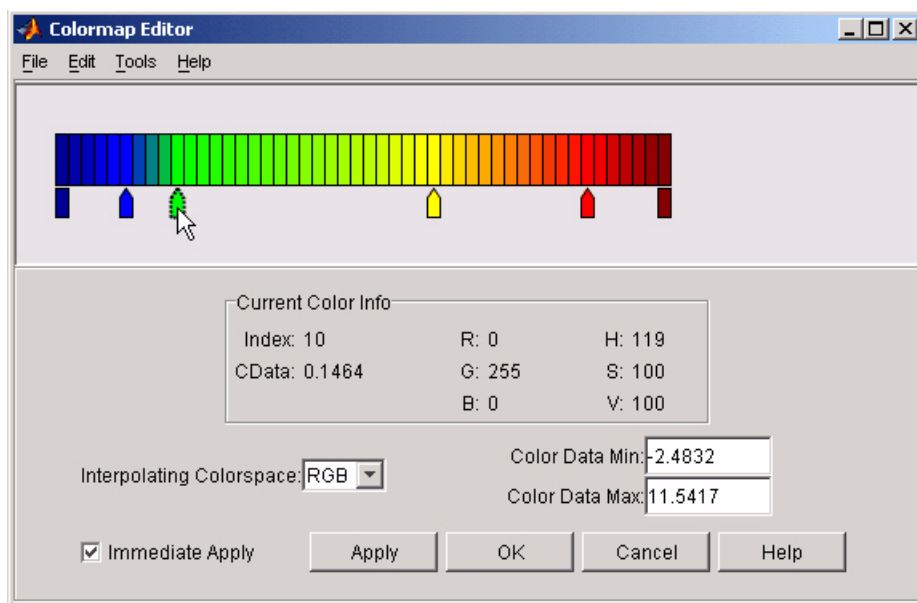 Colormap Editor
File Edit Tools Help
Current Color Info
Index: 10 R: 0 H: 119
CData: 0.1464 G: 255 S: 100
B: 0 V: 100
Interpolating Colorspace: RGB
Color Data Min: -2.4832
Color Data Max: 11.5417
Immediate Apply Apply OK Cancel Help